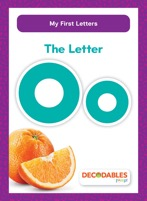 My First Letters
The Letter
Oo
DECODABLES